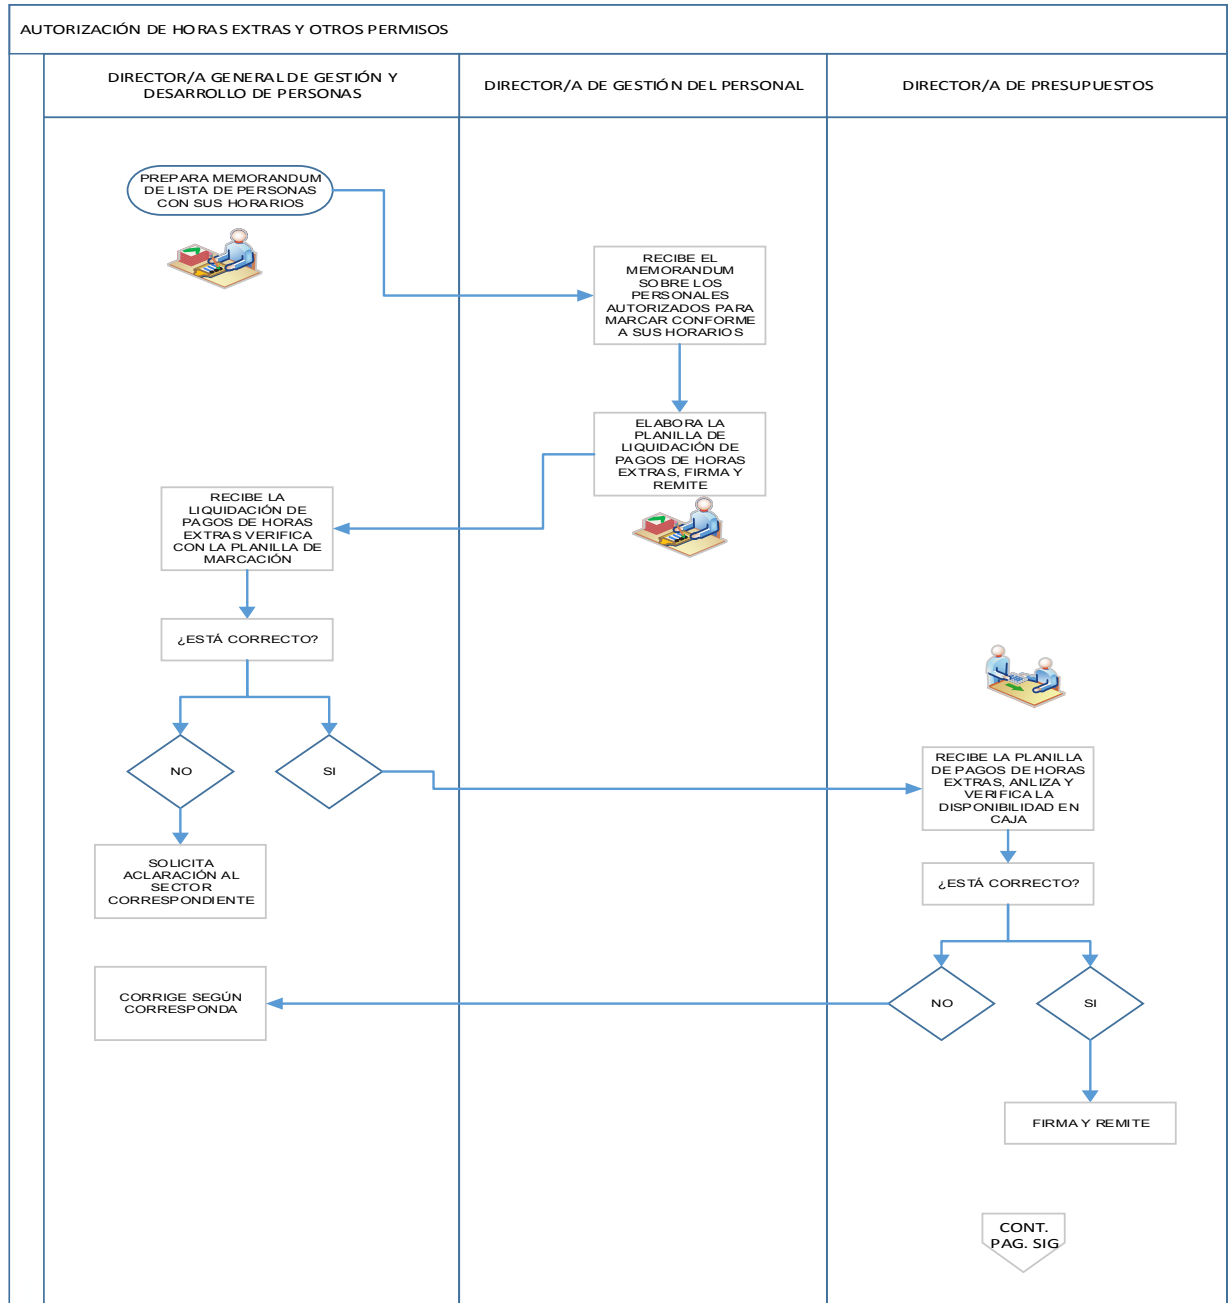 AUTORIZACIÓN DE HORAS EXTRAS Y OTROS PERMISOS
DIRECTOR/A GENERAL DE GESTIÓN Y
DESARROLLO DE PERSONAS
DIRECTOR/A DE GESTIÓN DEL PERSONAL
DIRECTOR/A DE PRESUPUESTOS
PREPARA MEMORANDUM
DE LISTA DE PERSONAS
CON SUS HORARIOS
RECIBE EL
MEMORANDUM
SOBRE LOS
PERSONALES
AUTORIZADOS PARA
MARCAR CONFORME
A SUS HORARIOS
ELABORA LA
PLANILLA DE
LIQUIDACIÓN DE
PAGOS DE HORAS
EXTRAS, FIRMA Y
REMITE
RECIBE LA
LIQUIDACIÓN DE
PAGOS DE HORAS
EXTRAS VERIFICA
CON LA PLANILLA DE
MARCACIÓN
¿ESTÁ CORRECTO?
NO
SI
RECIBE LA PLANILLA
DE PAGOS DE HORAS
EXTRAS, ANLIZA Y
VERIFICA LA
DISPONIBILIDAD EN
CAJA
SOLICITA
ACLARACIÓN AL
SECTOR
CORRESPONDIENTE
¿ESTÁ CORRECTO?
CORRIGE SEGÚN
CORRESPONDA
NO
SI
FIRMA Y REMITE
CONT.
PAG. SIG